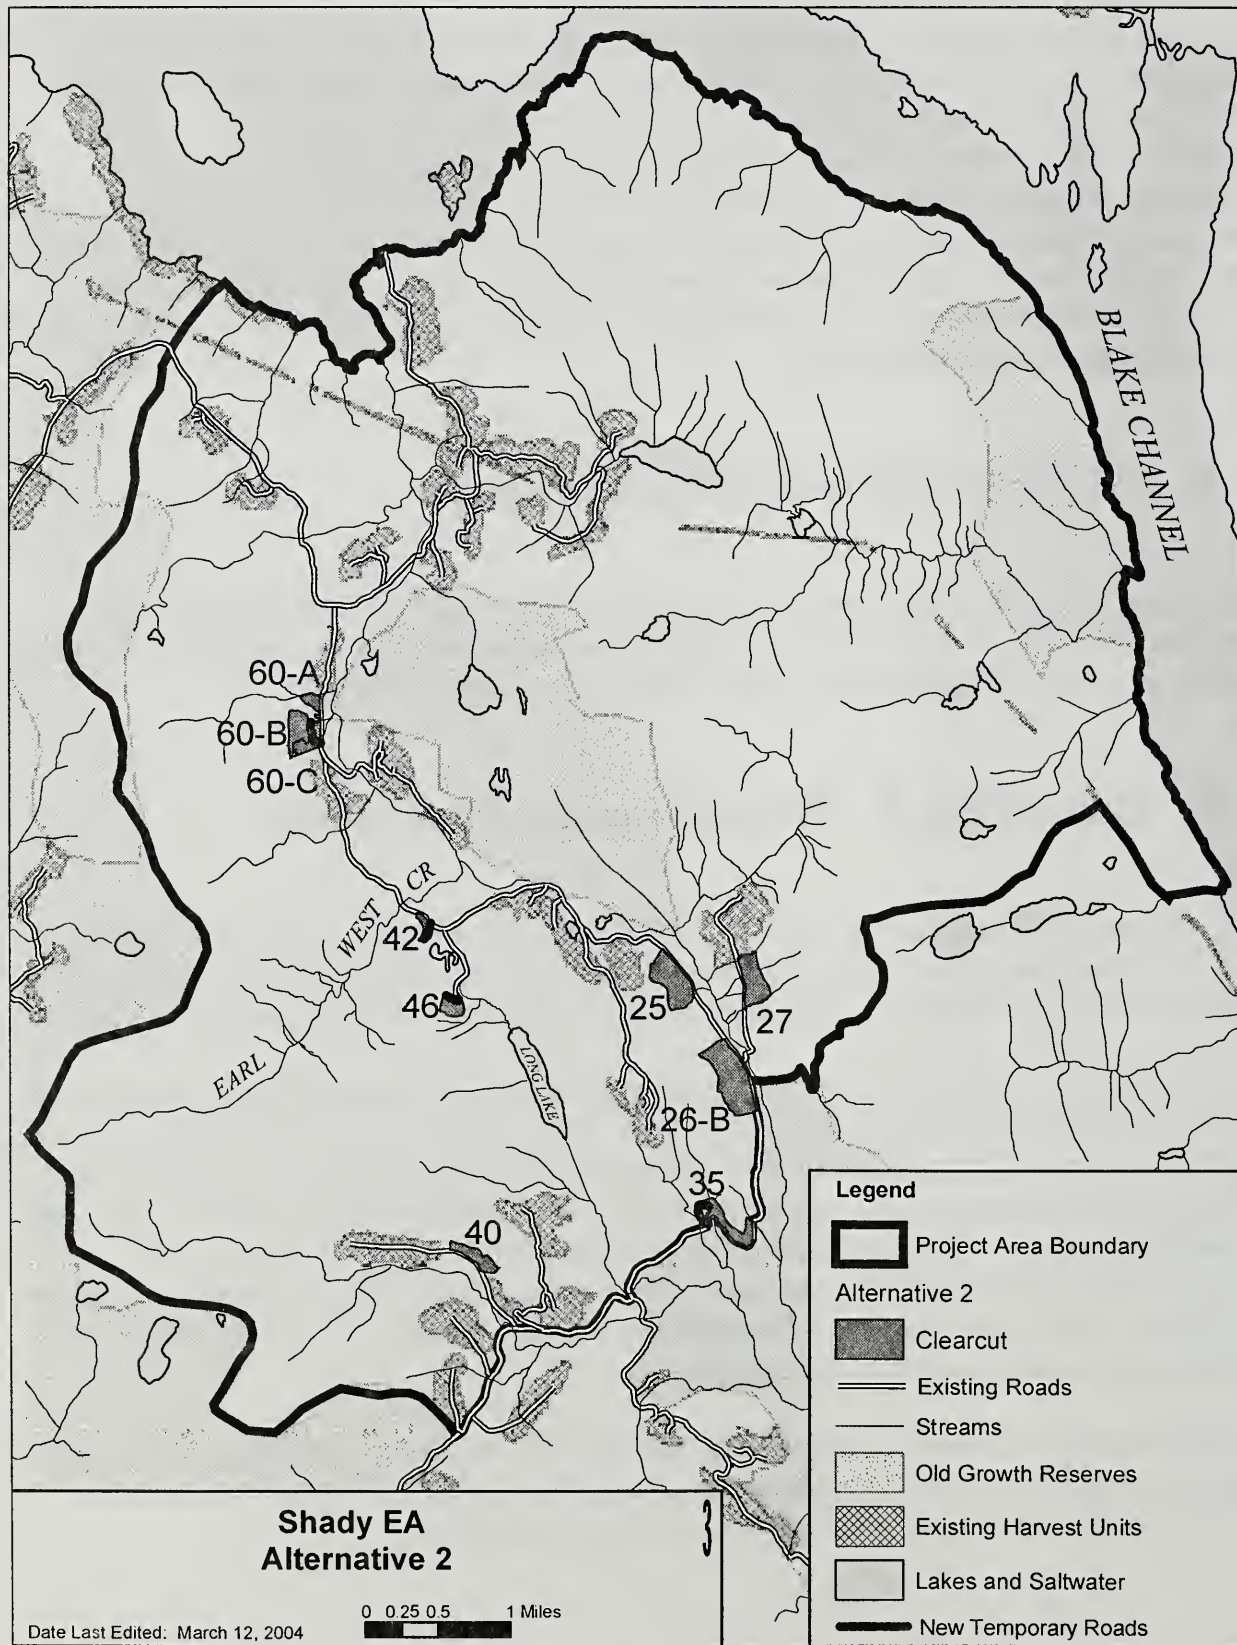 BLAKE CHANNEL
60-A
60-B
60-C
WEST CR
42
46
25
27
EARL
LONG LAKE
26-B
35
40
Legend
Project Area Boundary
Alternative 2
Clearcut
Existing Roads
Streams
Old Growth Reserves
Existing Harvest Units
Lakes and Saltwater
New Temporary Roads
Shady EA
Alternative 2
0 0.25 0.5 1 Miles
Date Last Edited: March 12, 2004